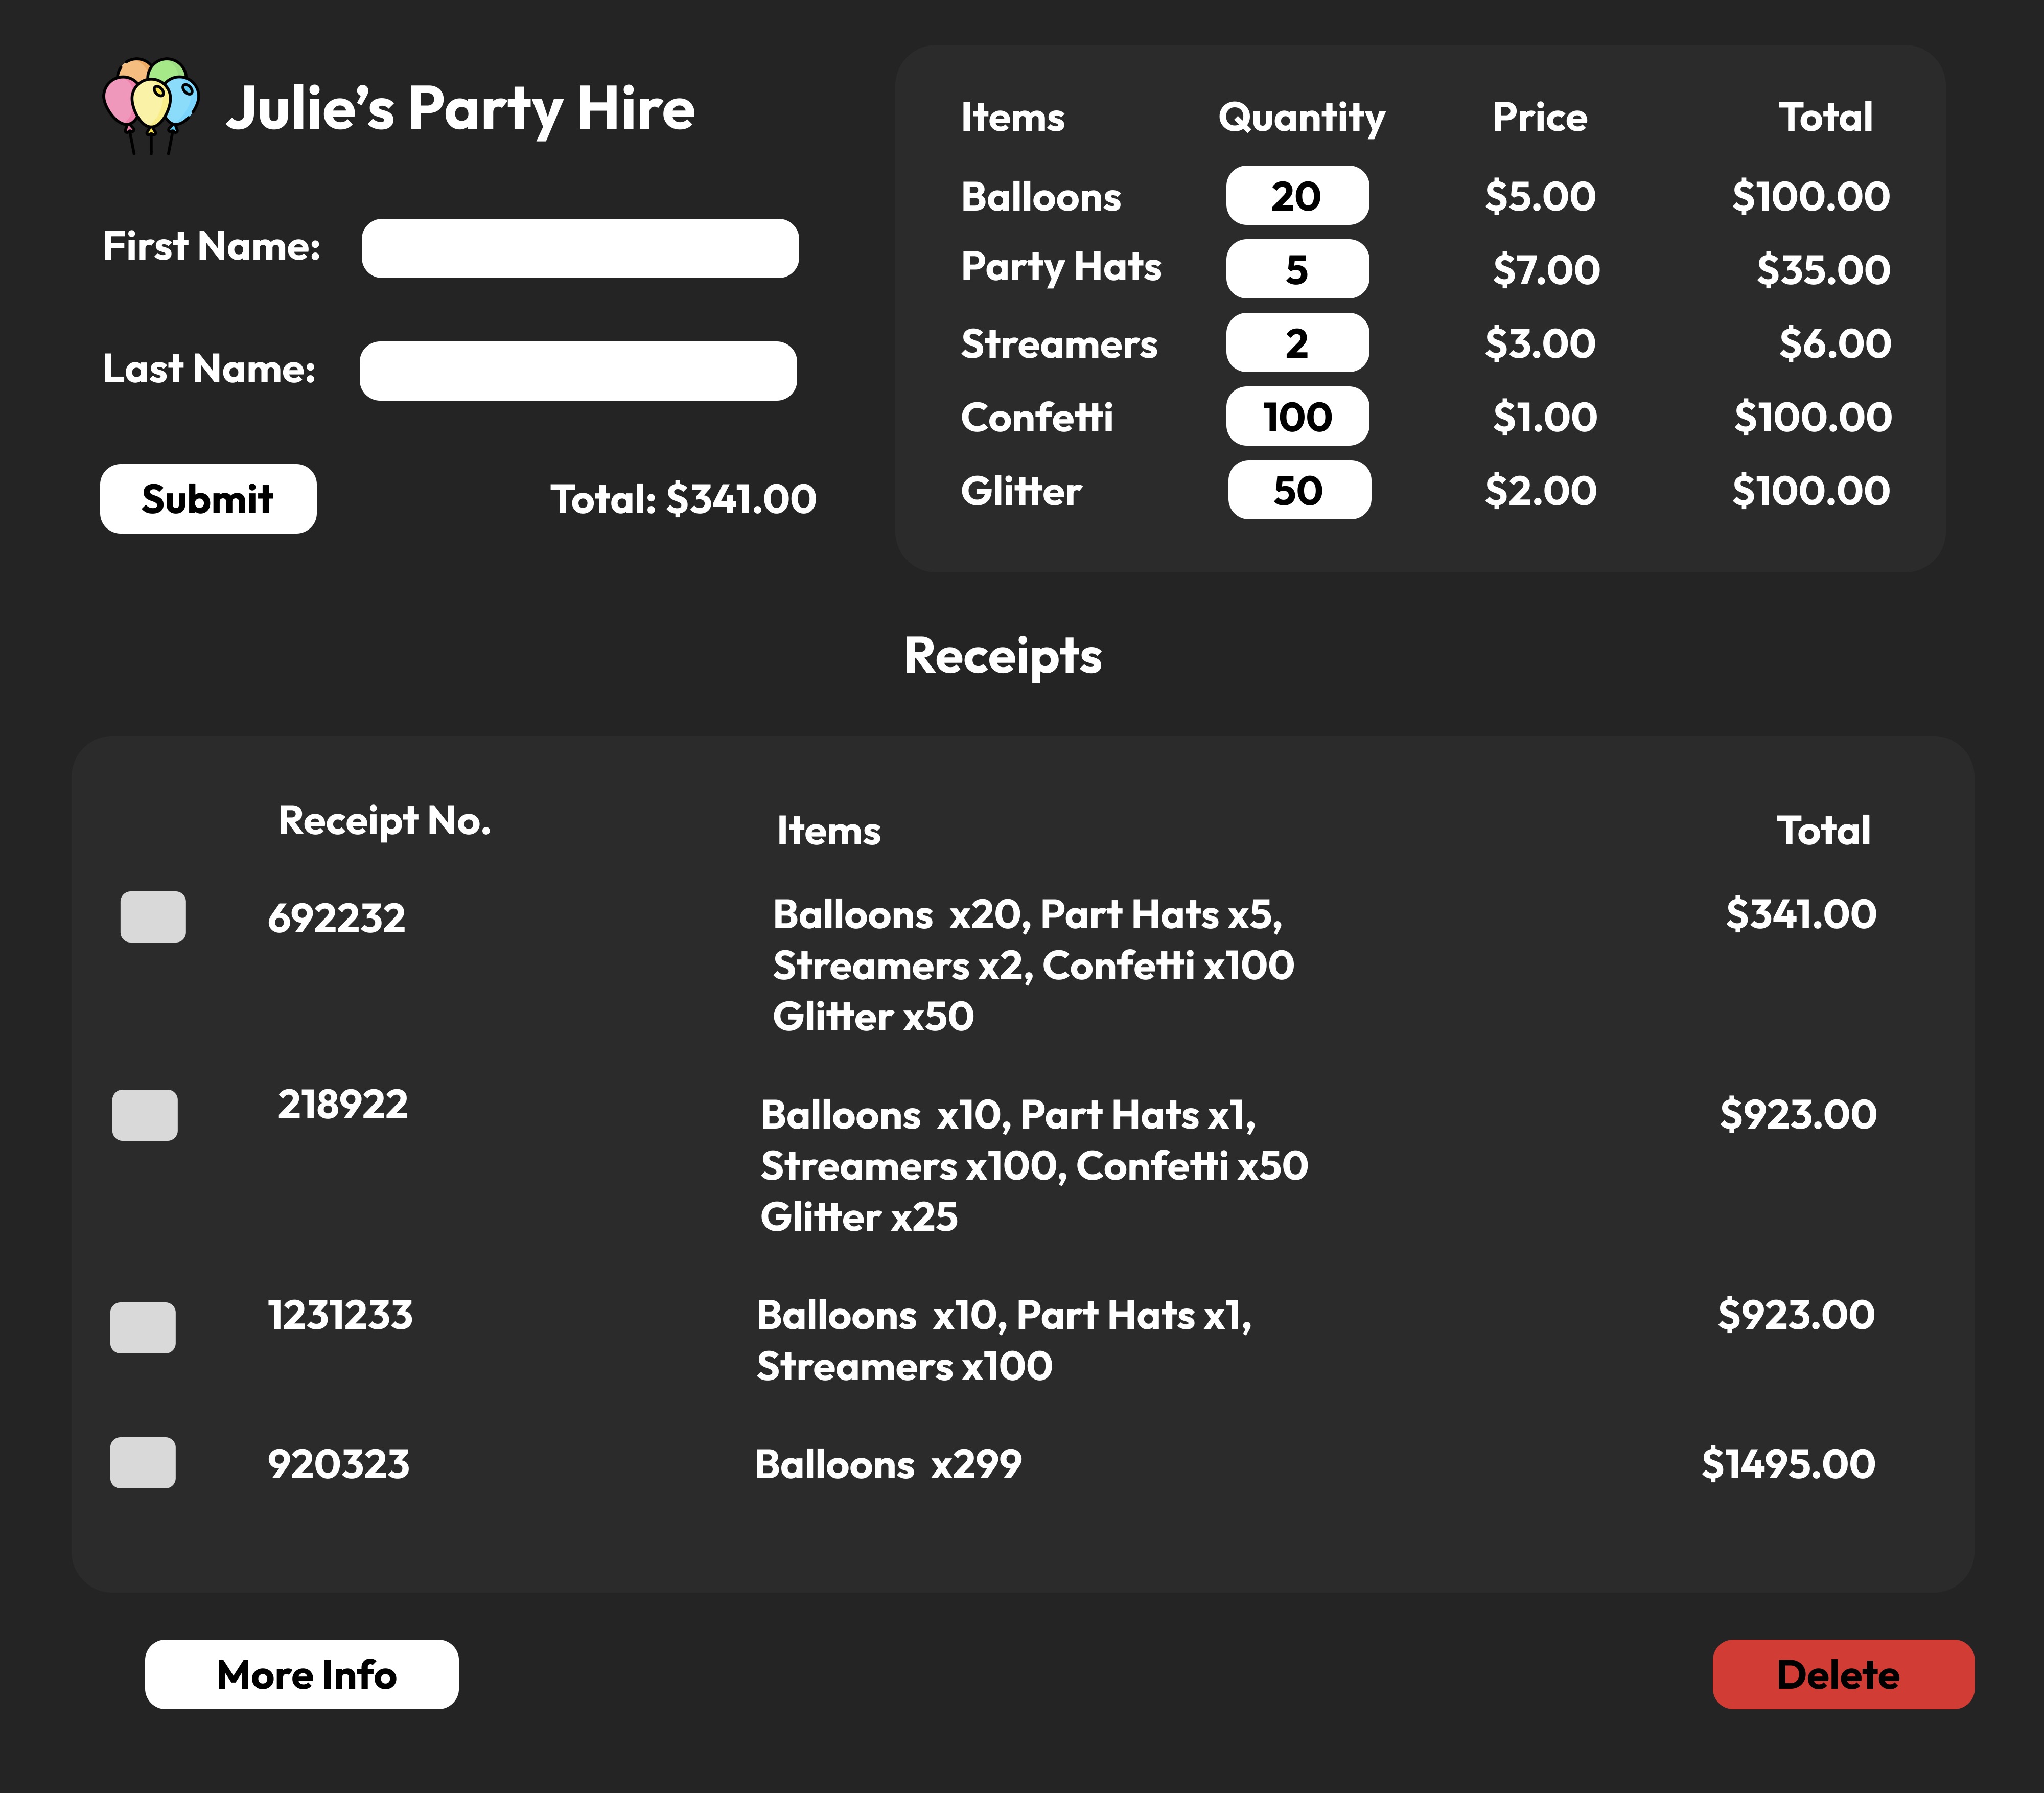 Julie's Party Hire
First Name:
Last Name:
Submit Total: $341.00
Items Quantity Price Total
Balloons 20 $5.00 $100.00
Party Hats 5 $7.00 $35.00
Streamers 2 $3.00 $6.00
Confetti 100 $1.00 $100.00
Glitter 50 $2.00 $100.00
Receipts
Receipt No. Items Total
692232 Balloons x20, Part Hats x5, $341.00
Streamers x2, Confetti x100
Glitter x50
218922 Balloons x10, Part Hats x1, $923.00
Streamers x100, Confetti x50
Glitter x25
1231233 Balloons x10, Part Hats x1, $923.00
Streamers x100
920323 Balloons x299 $1495.00
More Info Delete